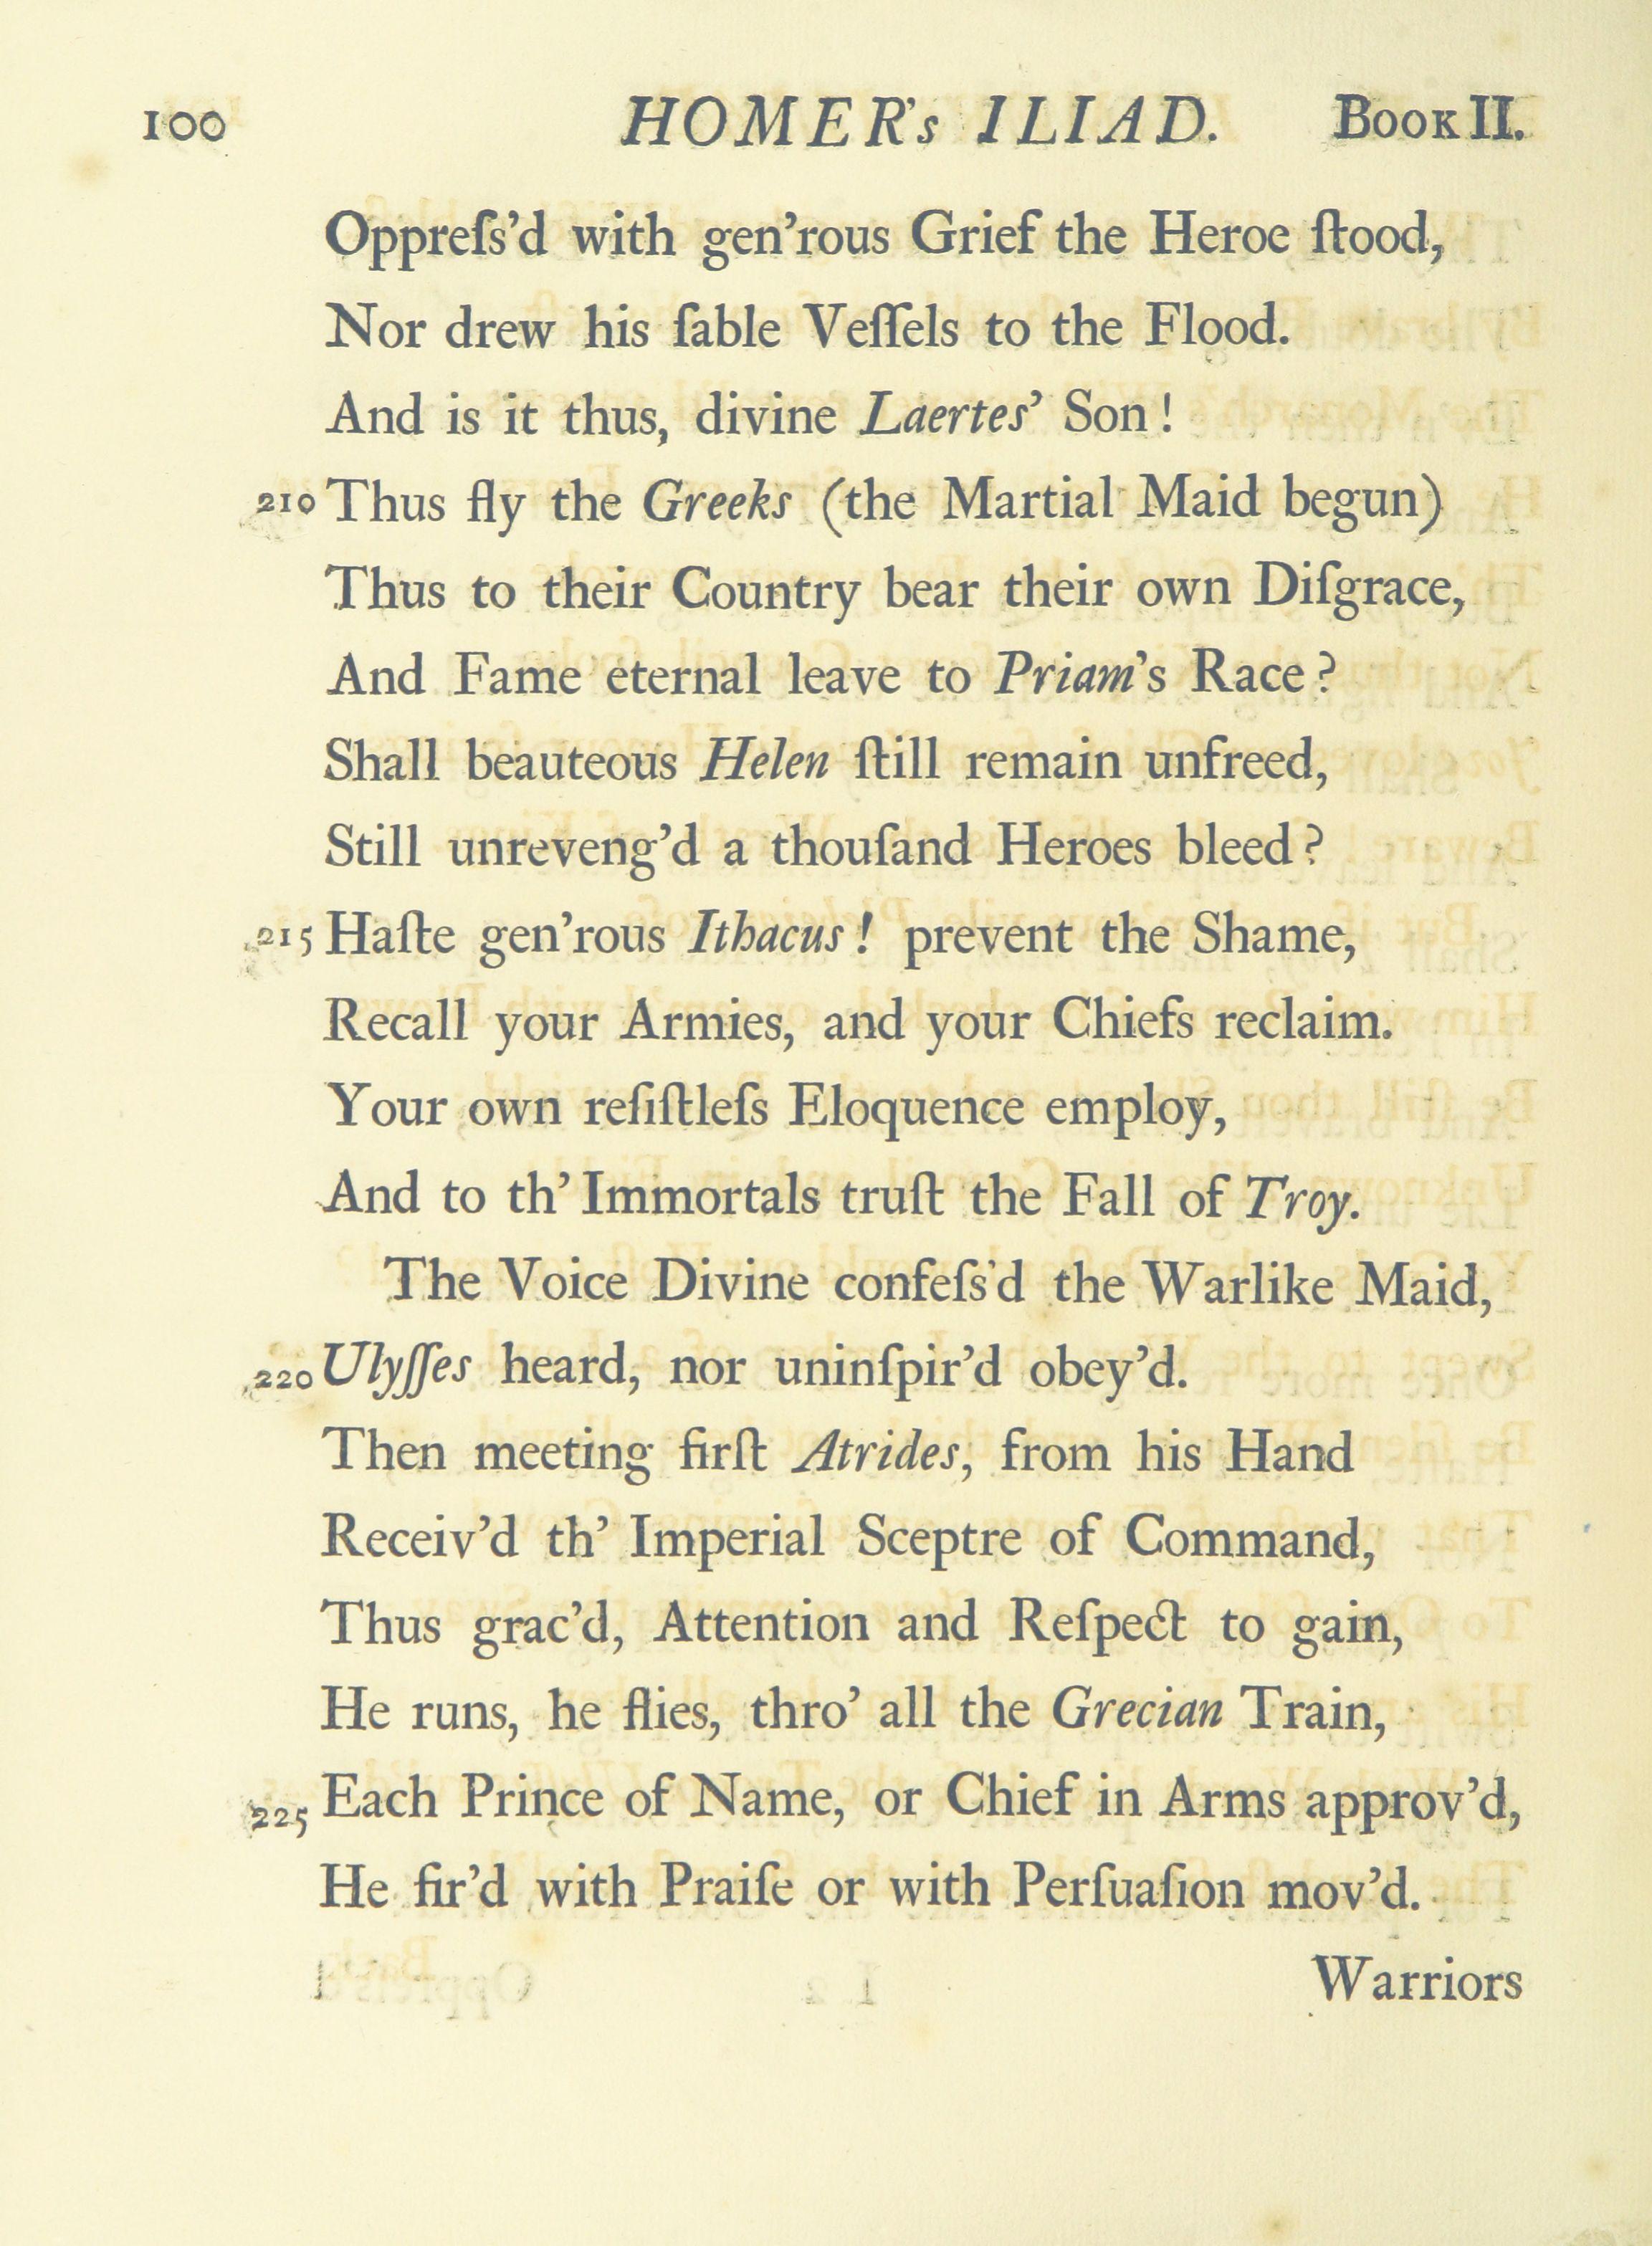 100 HOMER's ILIAD. BOOK II.
Oppreſs'd with gen'rous Grief the Heroe ſtood,
Nor drew his ſable Veſſels to the Flood.
And is it thus, divine Laertes' Son!
210 Thus fly the Greeks (the Martial Maid begun)
Thus to their Country bear their own Diſgrace,
And Fame eternal leave to Priam's Race?
Shall beauteous Helen ſtill remain unfreed,
Still unreveng'd a thouſand Heroes bleed?
215 Haſte gen'rous Ithacus! prevent the Shame,
Recall your Armies, and your Chiefs reclaim.
Your own reſiſtleſs Eloquence employ,
And to th' Immortals truſt the Fall of Troy.
The Voice Divine confeſs'd the Warlike Maid,
220 Ulyſſes heard, nor uninſpir'd obey'd.
Then meeting firſt Atrides, from his Hand
Receiv'd th' Imperial Sceptre of Command,
Thus grac'd, Attention and Reſpect to gain,
He runs, he flies, thro' all the Grecian Train,
225 Each Prince of Name, or Chief in Arms approv'd,
He fir'd with Praiſe or with Perſuaſion mov'd.
Warriors